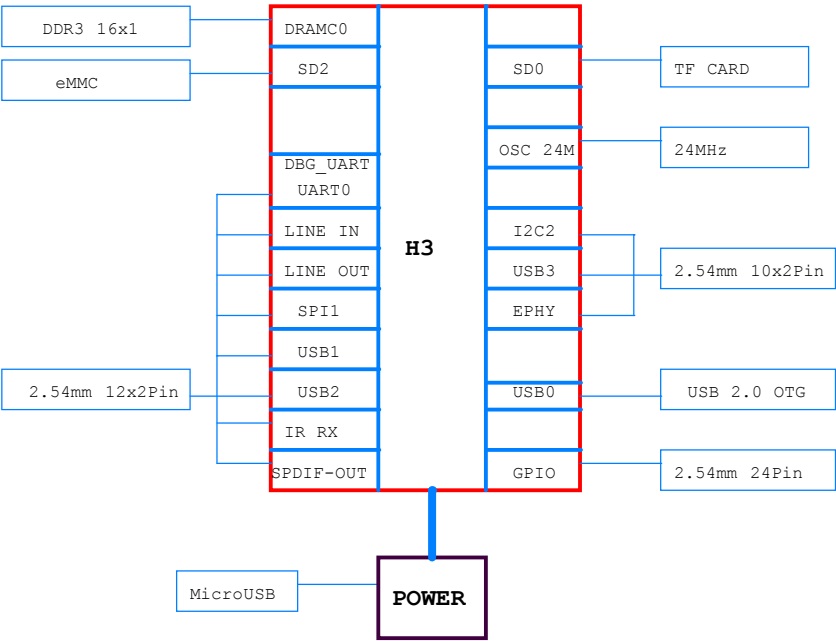 DDR3 16x1
eMMC
2.54mm 12x2Pin
DRAMC0
SD2
DBG_UART
UART0
LINE IN
LINE OUT
SPI1
USB1
USB2
IR RX
SPDIF-OUT
H3
SD0
OSC 24M
I2C2
USB3
EPHY
USB0
GPIO
TF CARD
24MHz
2.54mm 10x2Pin
USB 2.0 OTG
2.54mm 24Pin
MicroUSB
POWER